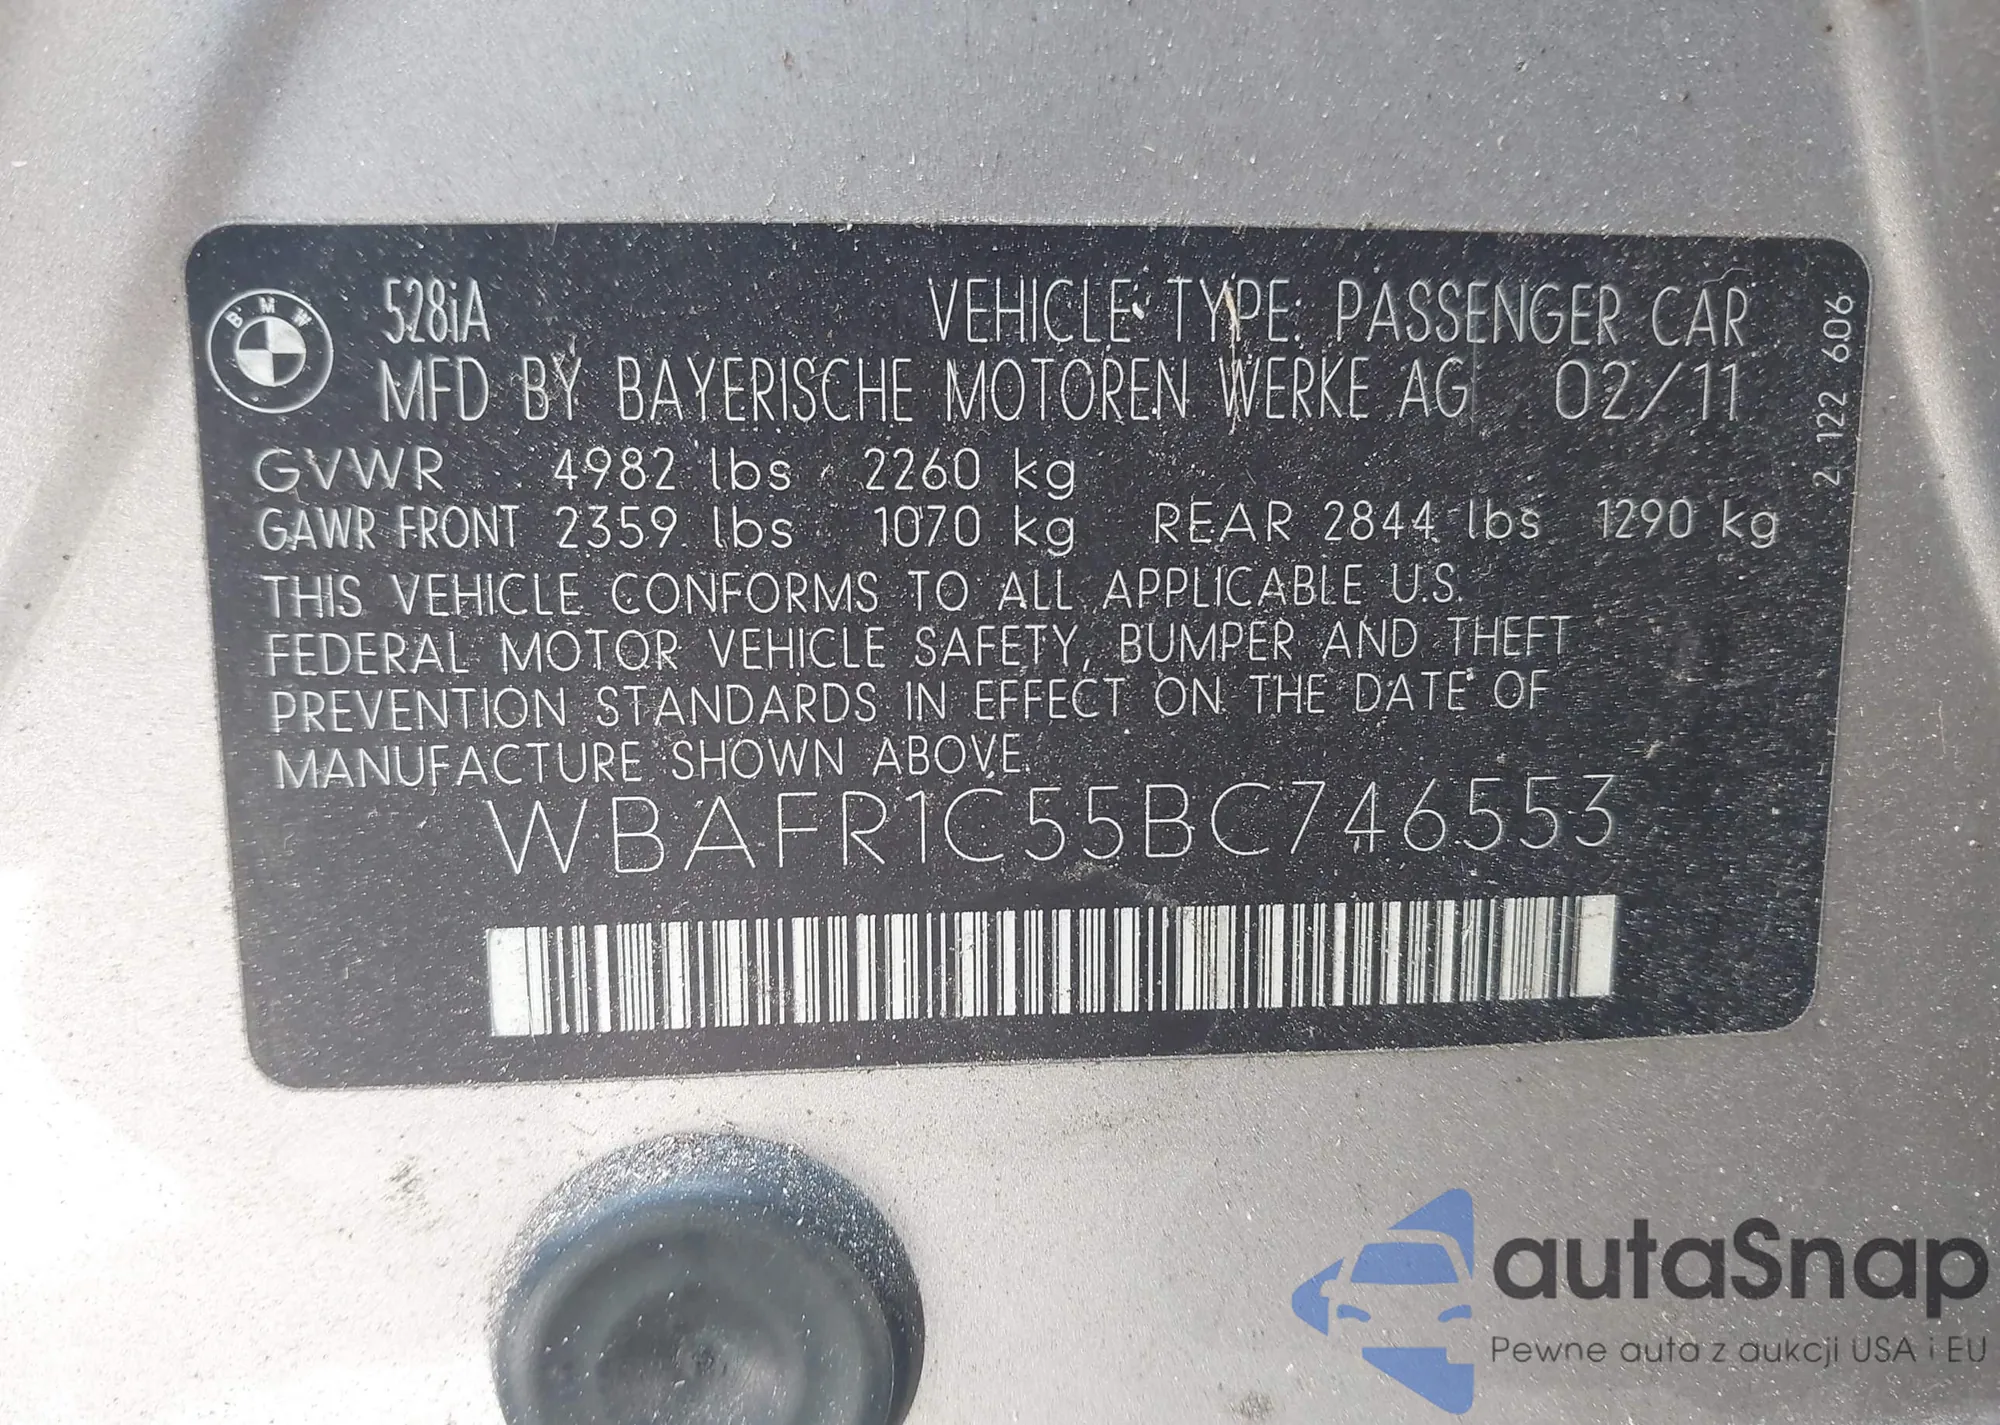 BMW
528iA VEHICLE TYPE: PASSENGER CAR
MFD BY BAYERISCHE MOTOREN WERKE AG 02/11
GVWR 4982 lbs 2260 kg
GAWR FRONT 2359 lbs 1070 kg REAR 2844 lbs 1290 kg
THIS VEHICLE CONFORMS TO ALL APPLICABLE U.S.
FEDERAL MOTOR VEHICLE SAFETY, BUMPER AND THEFT
PREVENTION STANDARDS IN EFFECT ON THE DATE OF
MANUFACTURE SHOWN ABOVE.
WBAFR1C55BC746553
2 122 606
autaSnap
Pewne auta z aukcji USA i EU